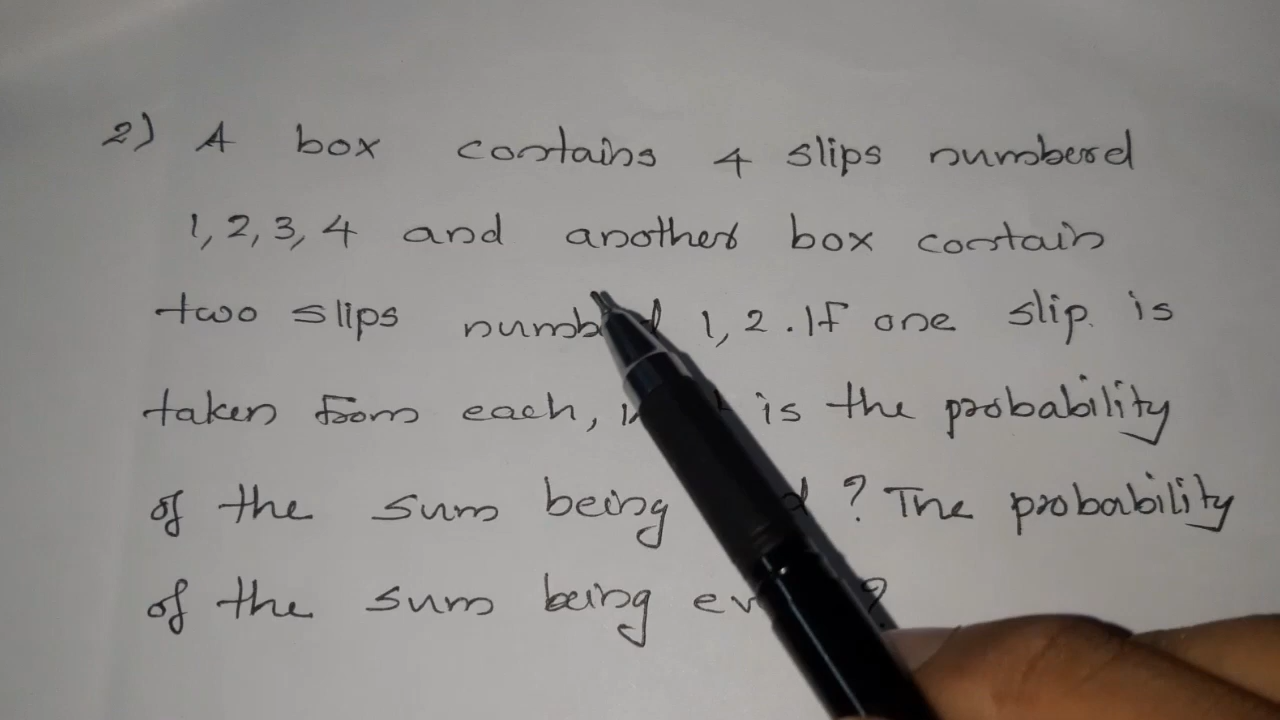 2) A box contains 4 slips numbered
1, 2, 3, 4 and another box contain
two slips 1, 2. If one slip is
taken from each, is the probability
of the sum being ? The probability
of the sum being ?